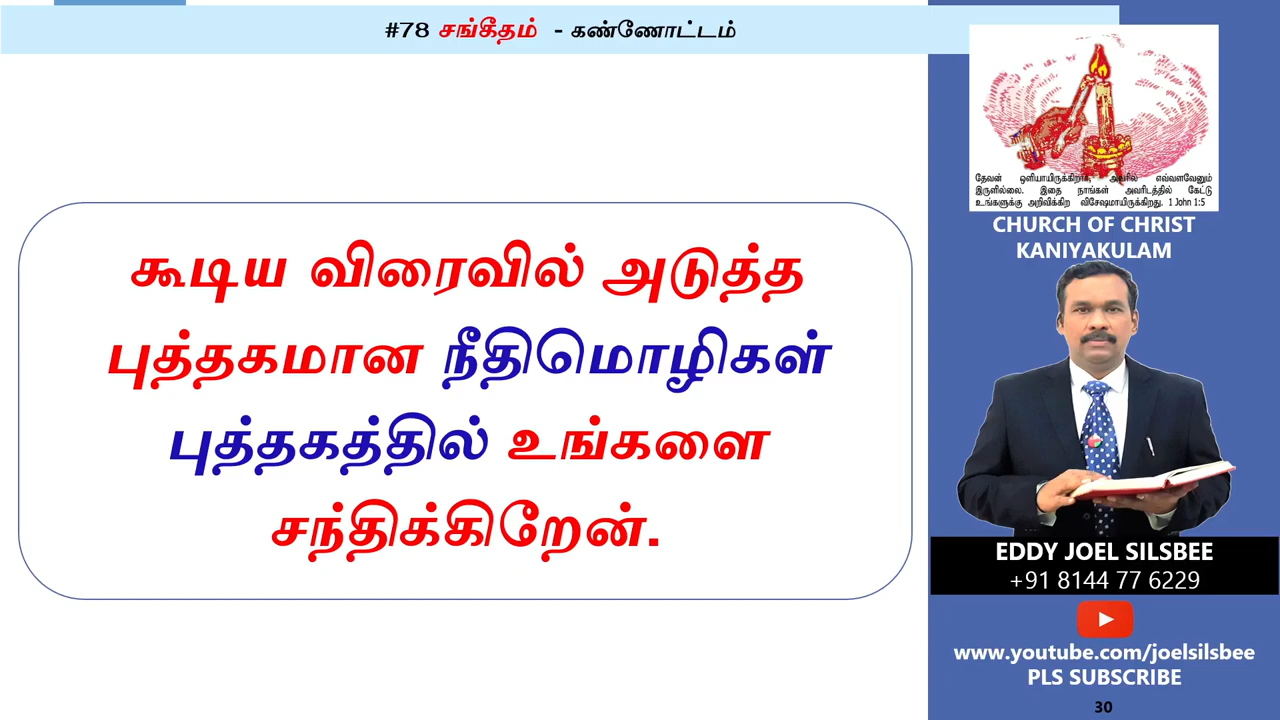 #78 சங்கீதம் - கண்ணோட்டம்
கூடிய விரைவில் அடுத்த
புத்தகமான நீதிமொழிகள்
புத்தகத்தில் உங்களை
சந்திக்கிறேன்.
தேவன் ஒளியாயிருக்கிறார், அவரில் எவ்வளவேனும்
இருளில்லை. இதை நாங்கள் அவரிடத்தில் கேட்டு
உங்களுக்கு அறிவிக்கிற விசேஷமாயிருக்கிறது. 1 John 1:5
CHURCH OF CHRIST
KANIYAKULAM
EDDY JOEL SILSBEE
+91 8144 77 6229
www.youtube.com/joelsilsbee
PLS SUBSCRIBE
30